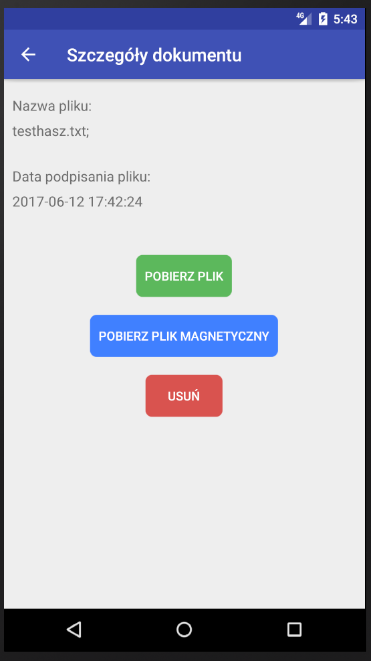 4G 5:43
Szczegóły dokumentu
Nazwa pliku:
testhasz.txt;
Data podpisania pliku:
2017-06-12 17:42:24
POBIERZ PLIK
POBIERZ PLIK MAGNETYCZNY
USUŃ